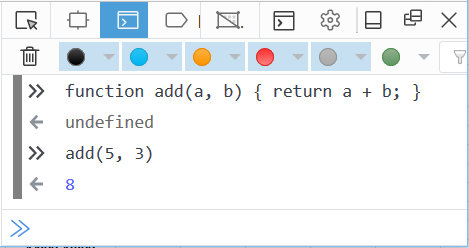 function add(a, b) { return a + b; }
undefined
add(5, 3)
8